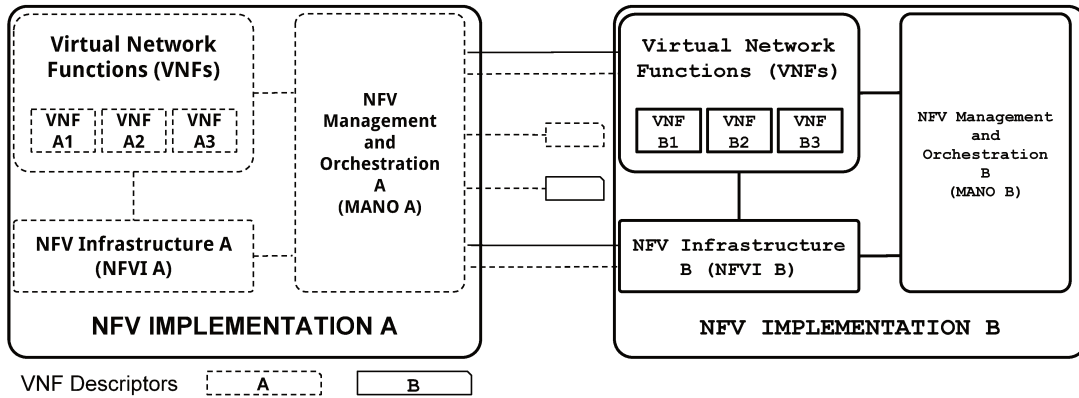 Virtual Network
Functions (VNFs)
VNF
A1
VNF
A2
VNF
A3
NFV Infrastructure A
(NFVI A)
NFV
Management
and
Orchestration
A
(MANO A)
NFV IMPLEMENTATION A
Virtual Network
Functions (VNFs)
VNF
B1
VNF
B2
VNF
B3
NFV Infrastructure
B (NFVI B)
NFV Management
and
Orchestration
B
(MANO B)
NFV IMPLEMENTATION B
VNF Descriptors
A
B